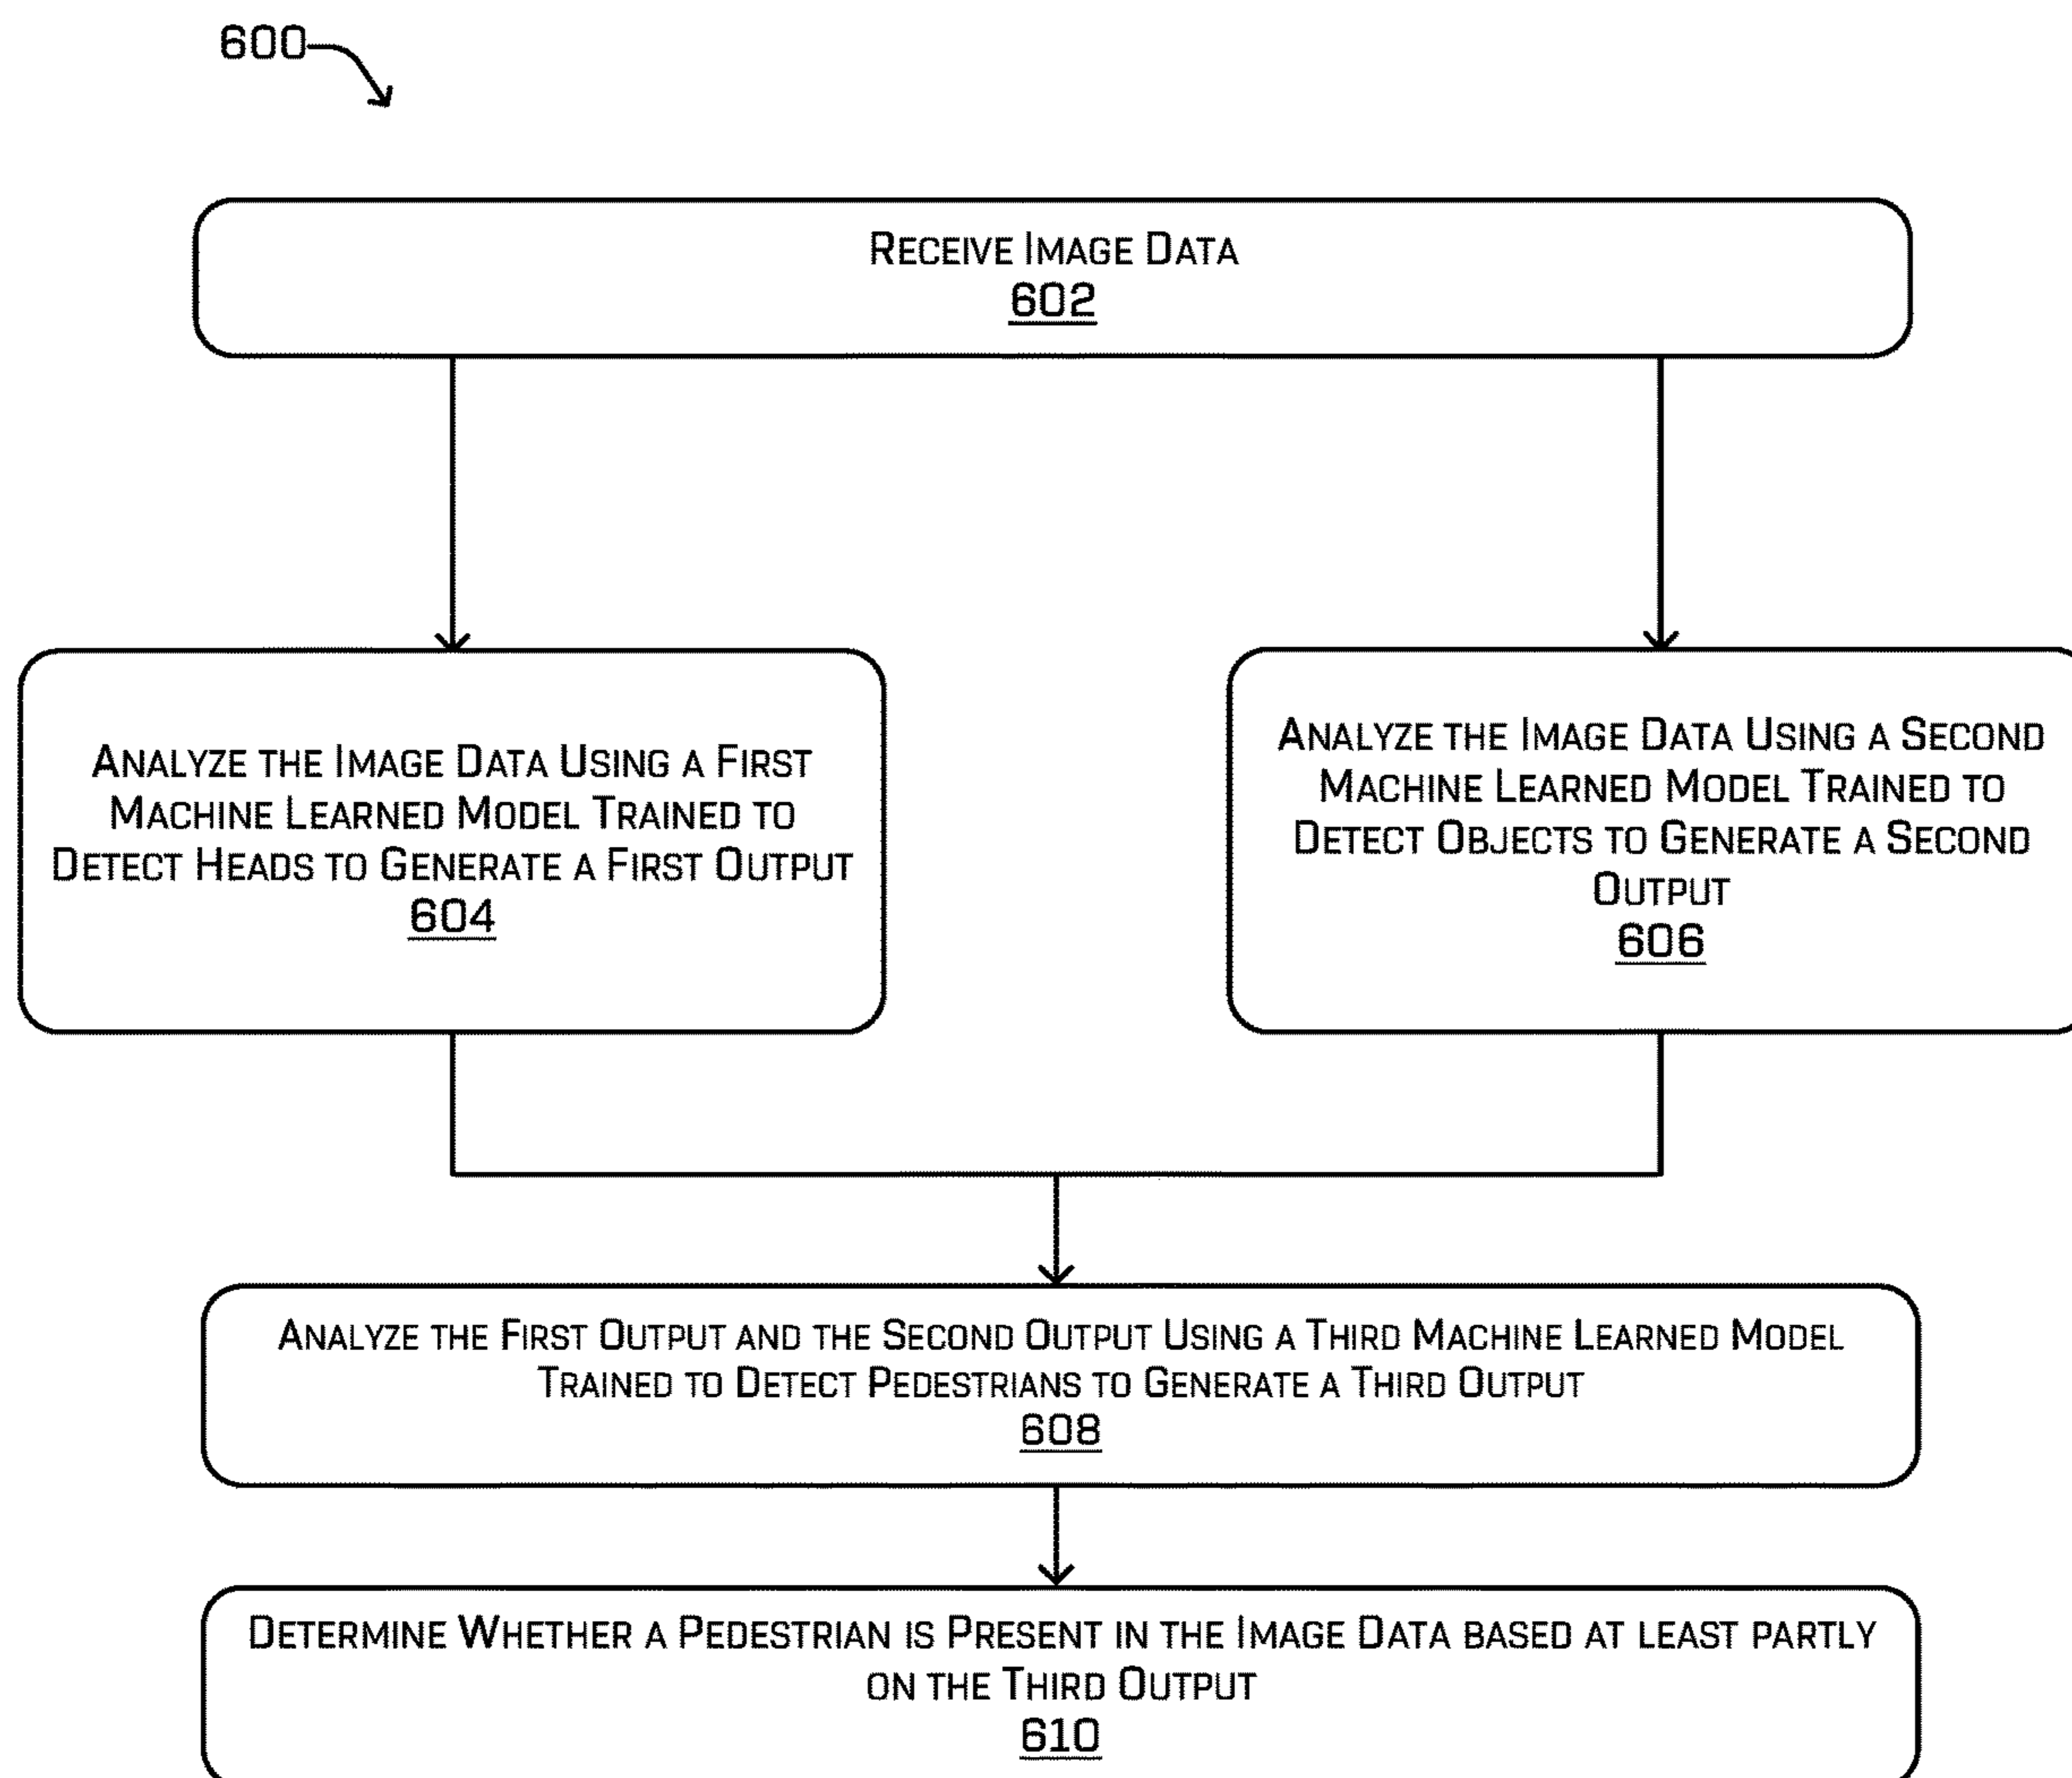 600
Receive Image Data
602
Analyze the Image Data Using a First
Machine Learned Model Trained to
Detect Heads to Generate a First Output
604
Analyze the Image Data Using a Second
Machine Learned Model Trained to
Detect Objects to Generate a Second
Output
606
Analyze the First Output and the Second Output Using a Third Machine Learned Model
Trained to Detect Pedestrians to Generate a Third Output
608
Determine Whether a Pedestrian is Present in the Image Data based at least partly
on the Third Output
610